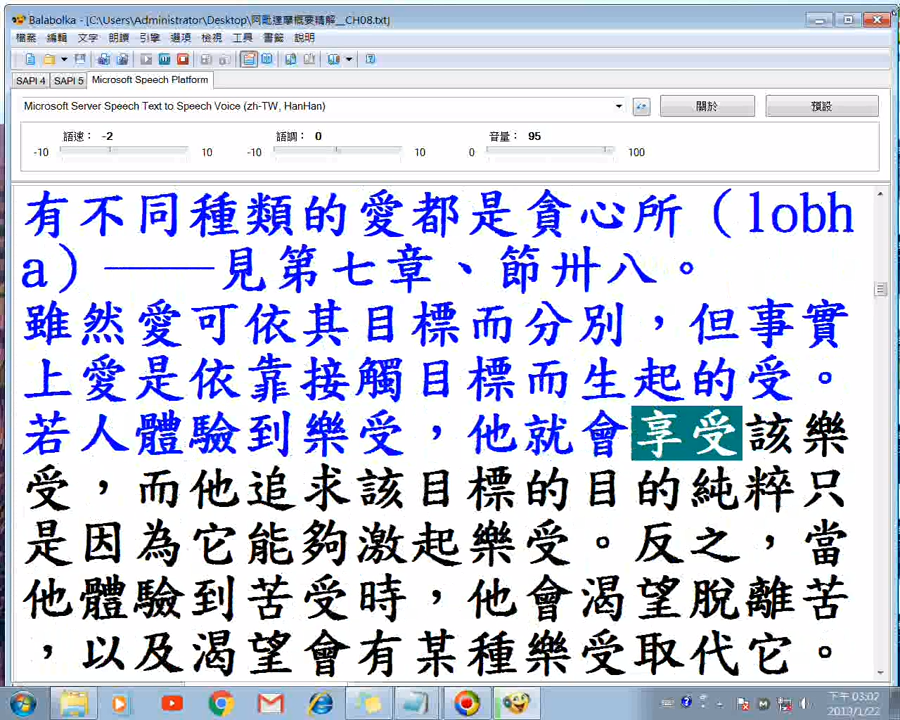 Balabolka - [C:\Users\Administrator\Desktop\阿毗達摩概要精解__CH08.txt]
檔案 編輯 文字 朗讀 引擎 選項 檢視 工具 書籤 說明
SAPI 4 SAPI 5 Microsoft Speech Platform
Microsoft Server Speech Text to Speech Voice (zh-TW, HanHan) 關於 預設
語速： -2 語調： 0 音量： 95
-10 10 -10 10 0 100
有不同種類的愛都是貪心所（lobh
a）——見第七章、節卅八。
雖然愛可依其目標而分別，但事實
上愛是依靠接觸目標而生起的受。
若人體驗到樂受，他就會享受該樂
受，而他追求該目標的目的純粹只
是因為它能夠激起樂受。反之，當
他體驗到苦受時，他會渴望脫離苦
，以及渴望會有某種樂受取代它。
下午 03:02
2019/1/22